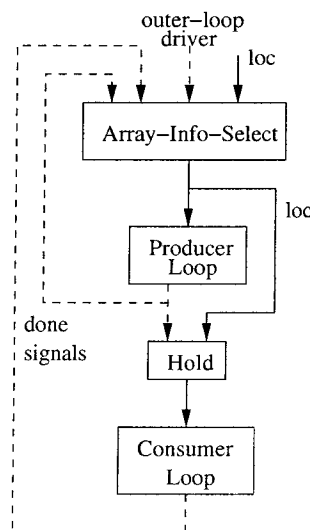 outer-loop
driver
loc
Array-Info-Select
loc
Producer
Loop
done
signals
Hold
Consumer
Loop